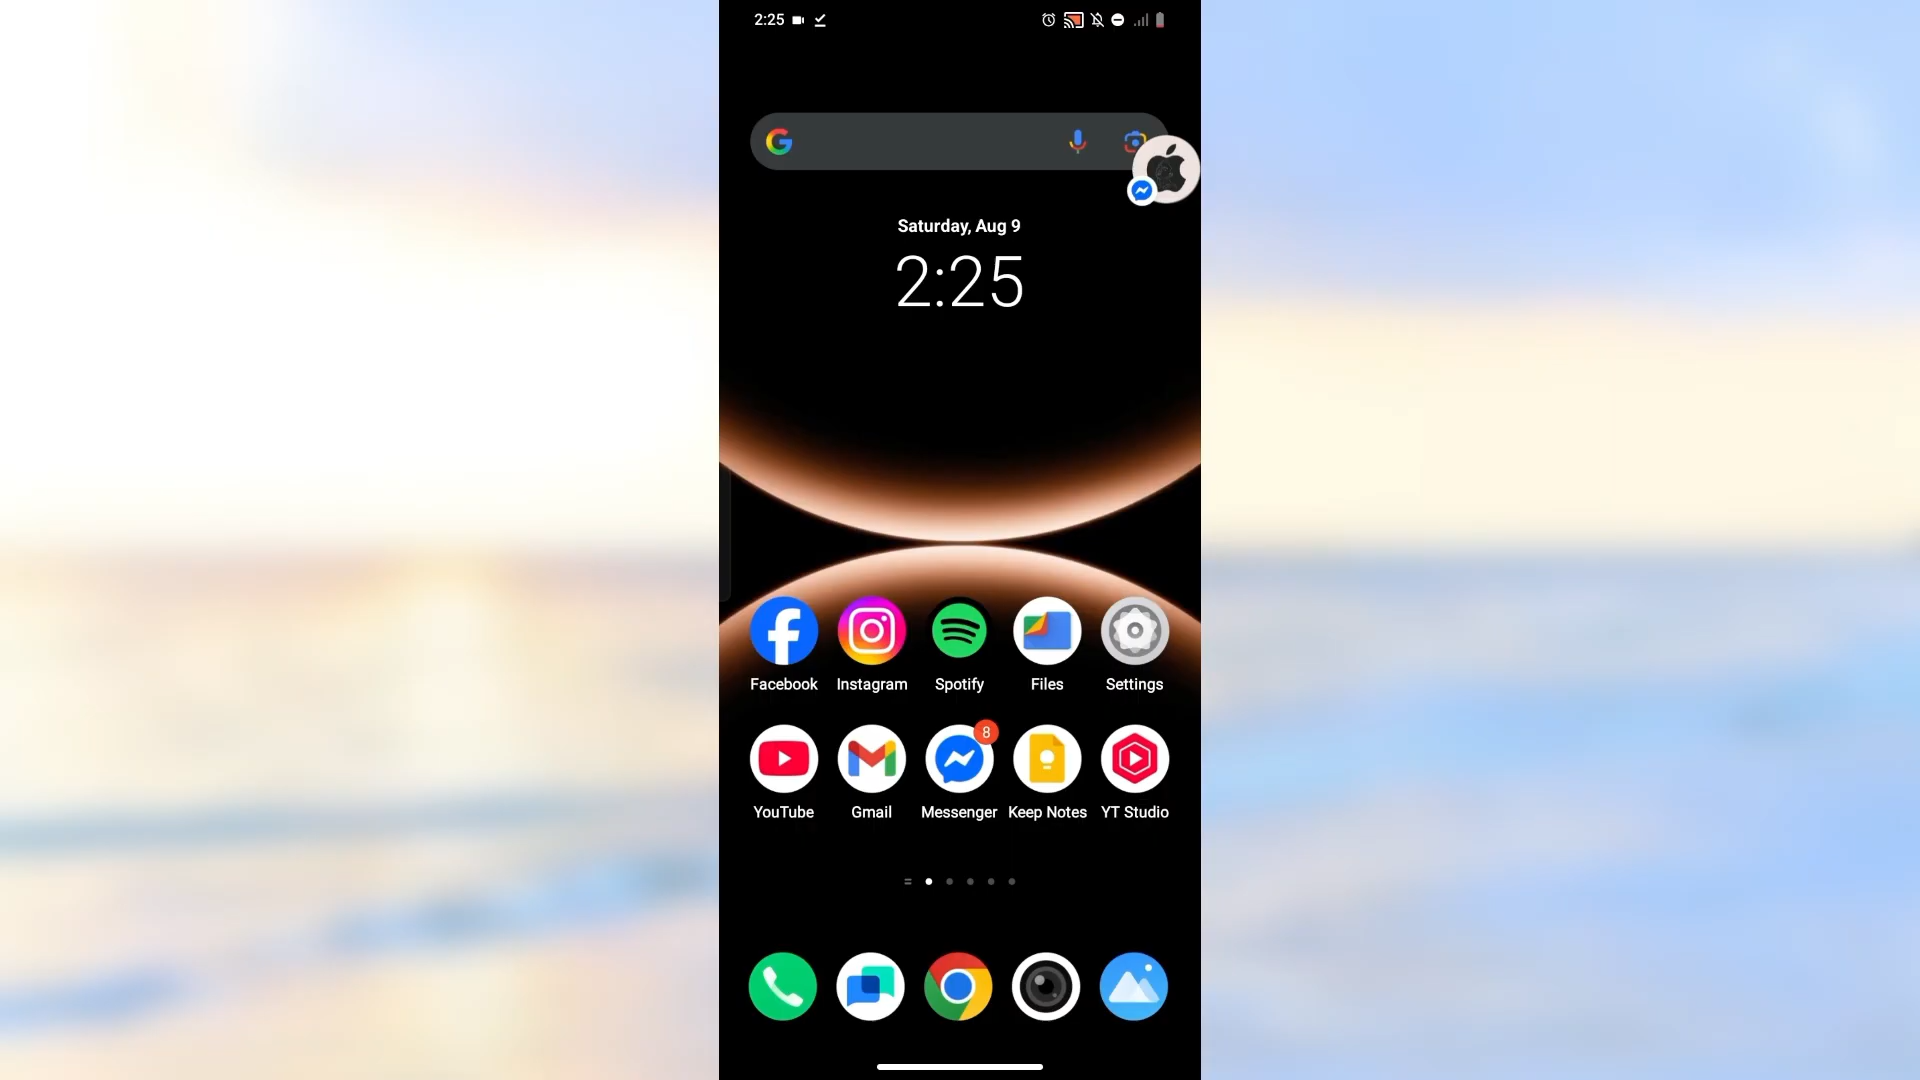 2:25
Saturday, Aug 9
2:25
Facebook Instagram Spotify Files Settings
8
YouTube Gmail Messenger Keep Notes YT Studio